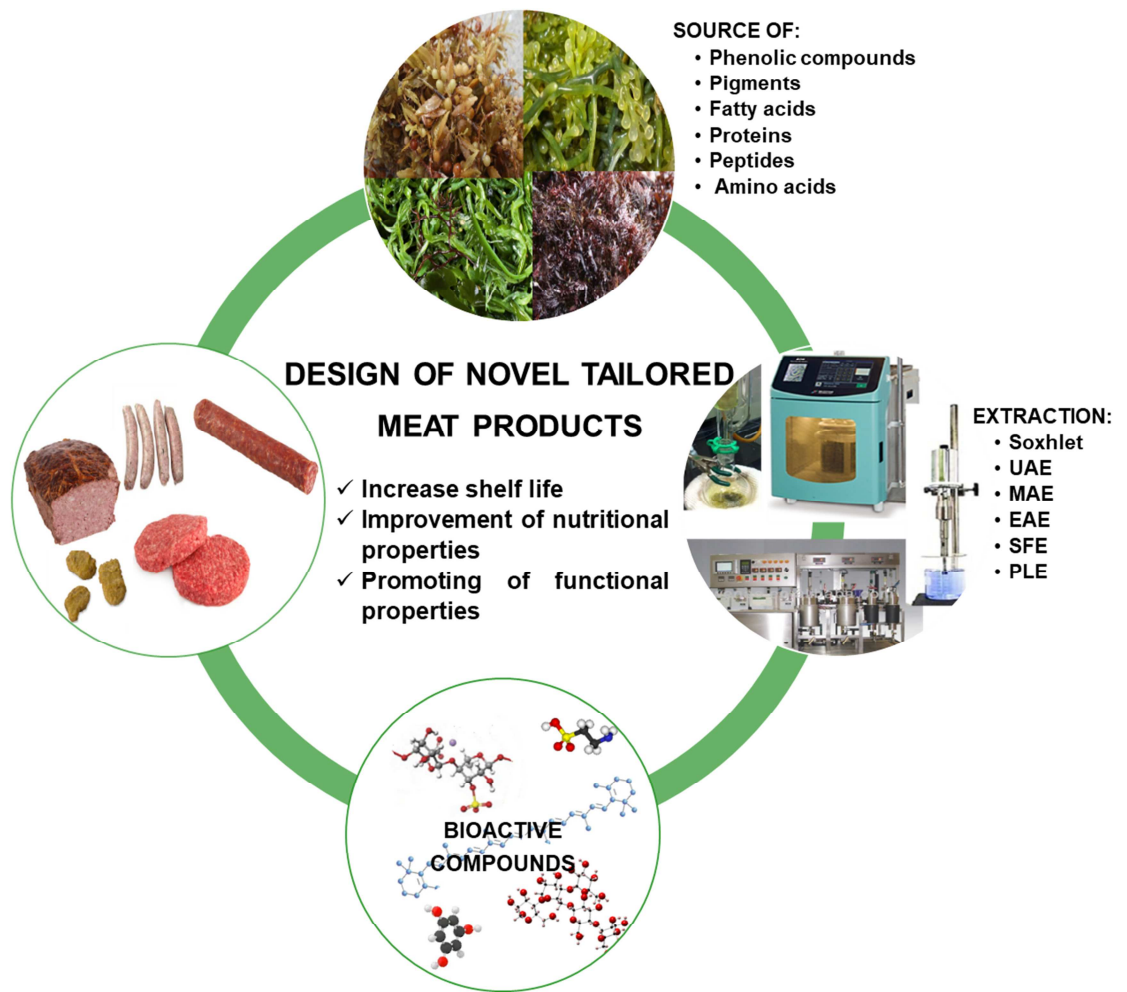 SOURCE OF:
• Phenolic compounds
• Pigments
• Fatty acids
• Proteins
• Peptides
• Amino acids
DESIGN OF NOVEL TAILORED
MEAT PRODUCTS
✓ Increase shelf life
✓ Improvement of nutritional
properties
✓ Promoting of functional
properties
EXTRACTION:
• Soxhlet
• UAE
• MAE
• EAE
• SFE
• PLE
BIOACTIVE
COMPOUNDS